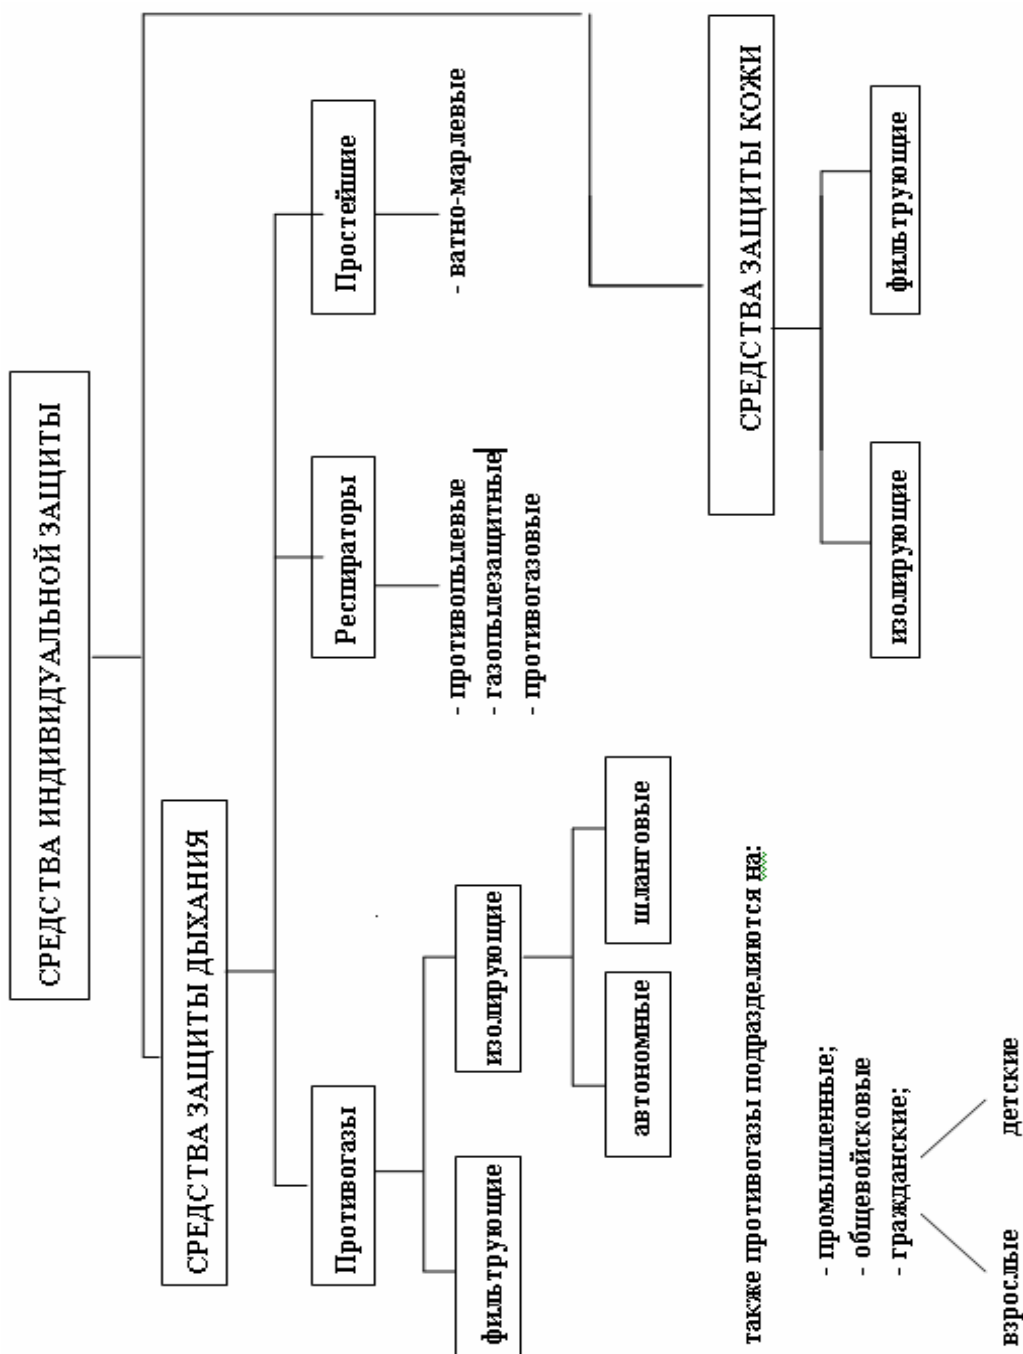 СРЕДСТВА ИНДИВИДУАЛЬНОЙ ЗАЩИТЫ
СРЕДСТВА ЗАЩИТЫ ДЫХАНИЯ
Противогазы
Респираторы
Простейшие
фильтрующие
изолирующие
- противопылевые
- газопылезащитные
- противогазовые
- ватно-марлевые
автономные
шланговые
СРЕДСТВА ЗАЩИТЫ КОЖИ
изолирующие
фильтрующие
также противогазы подразделяются на:
- промышленные;
- общевойсковые
- гражданские;
взрослые
детские